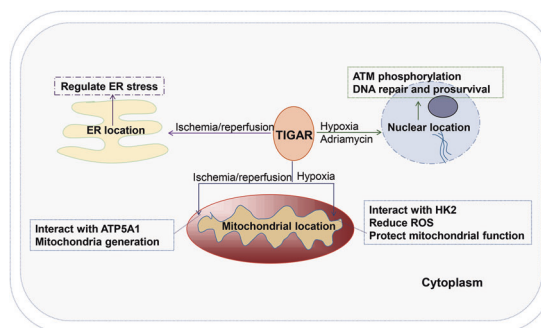 Regulate ER stress
ER location
Ischemia/reperfusion
TIGAR
Hypoxia
Adriamycin
ATM phosphorylation
DNA repair and prosurvival
Nuclear location
Ischemia/reperfusion
Hypoxia
Mitochondrial location
Interact with ATP5A1
Mitochondria generation
Interact with HK2
Reduce ROS
Protect mitochondrial function
Cytoplasm